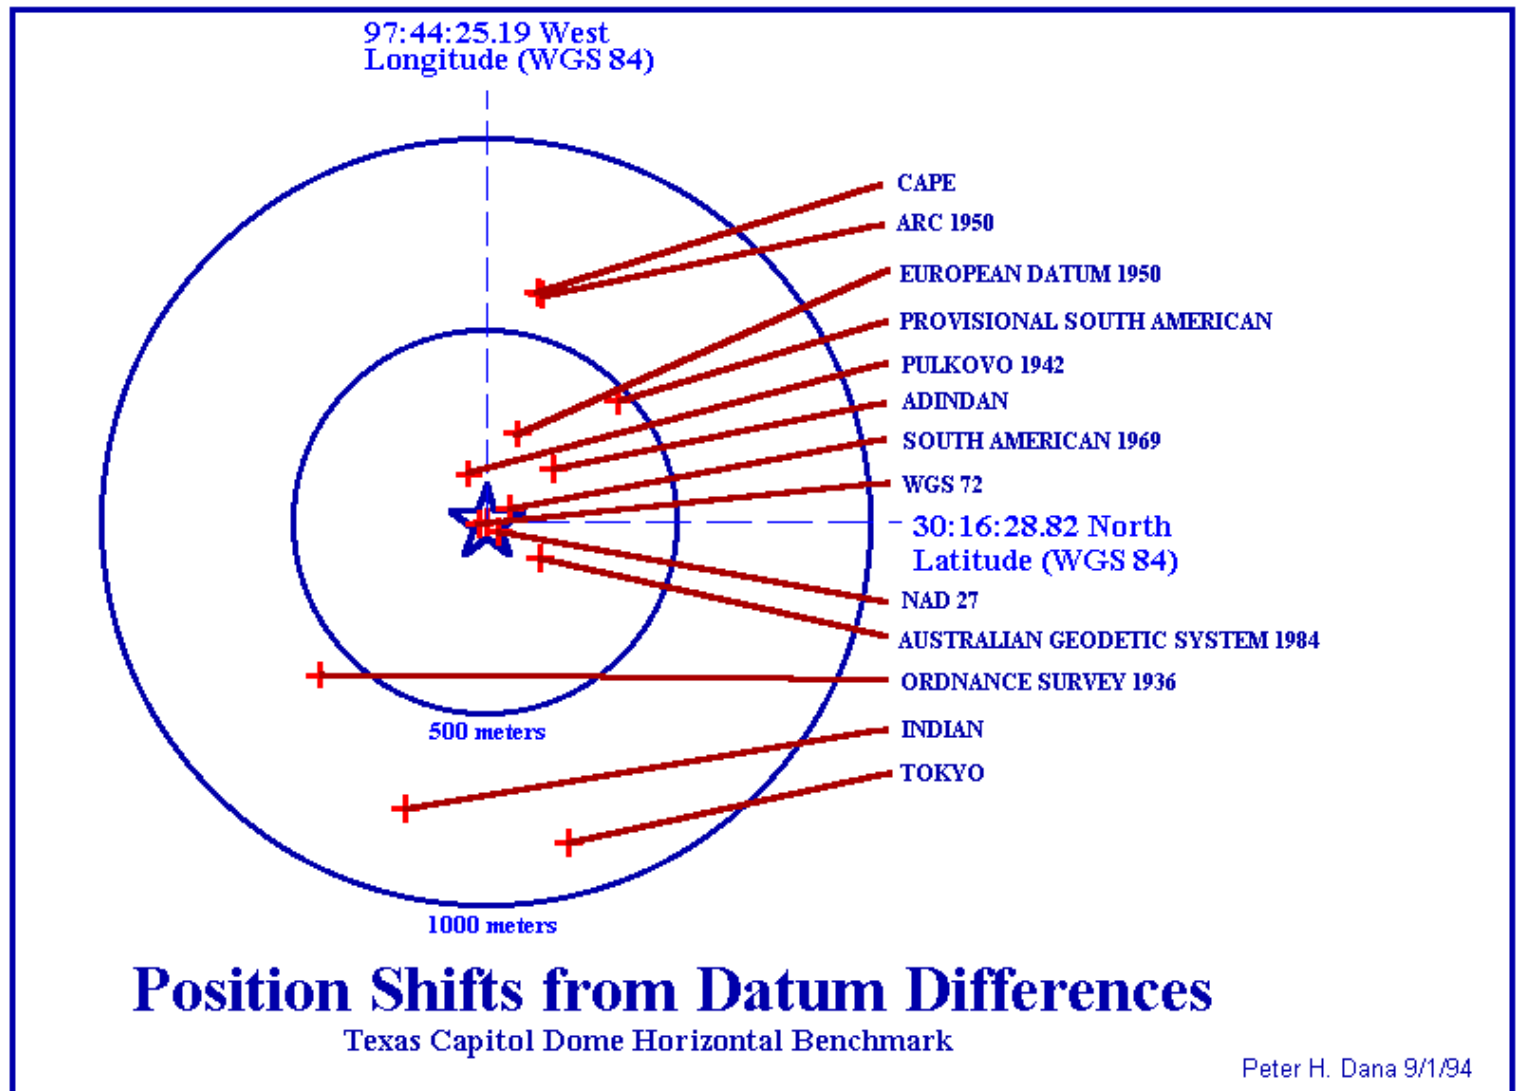 97:44:25.19 West
Longitude (WGS 84)
CAPE
ARC 1950
EUROPEAN DATUM 1950
PROVISIONAL SOUTH AMERICAN
PULKOVO 1942
ADINDAN
SOUTH AMERICAN 1969
WGS 72
30:16:28.82 North
Latitude (WGS 84)
NAD 27
AUSTRALIAN GEODETIC SYSTEM 1984
ORDNANCE SURVEY 1936
500 meters
INDIAN
TOKYO
1000 meters
Position Shifts from Datum Differences
Texas Capitol Dome Horizontal Benchmark
Peter H. Dana 9/1/94